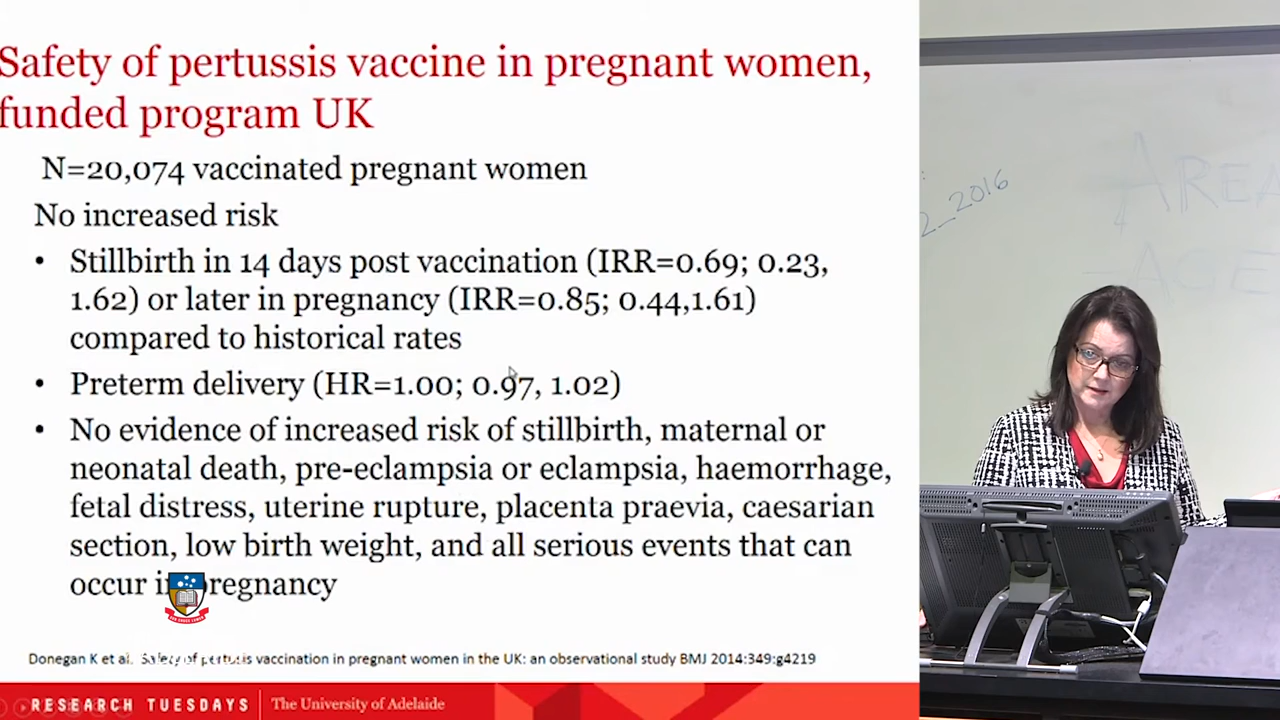 Safety of pertussis vaccine in pregnant women,
funded program UK
N=20,074 vaccinated pregnant women
No increased risk
• Stillbirth in 14 days post vaccination (IRR=0.69; 0.23,
1.62) or later in pregnancy (IRR=0.85; 0.44,1.61)
compared to historical rates
• Preterm delivery (HR=1.00; 0.97, 1.02)
• No evidence of increased risk of stillbirth, maternal or
neonatal death, pre-eclampsia or eclampsia, haemorrhage,
fetal distress, uterine rupture, placenta praevia, caesarian
section, low birth weight, and all serious events that can
occur in pregnancy
Donegan K et al. Safety of pertussis vaccination in pregnant women in the UK: an observational study BMJ 2014:349:g4219
RESEARCH TUESDAYS The University of Adelaide
2_2016
AREA
AGE